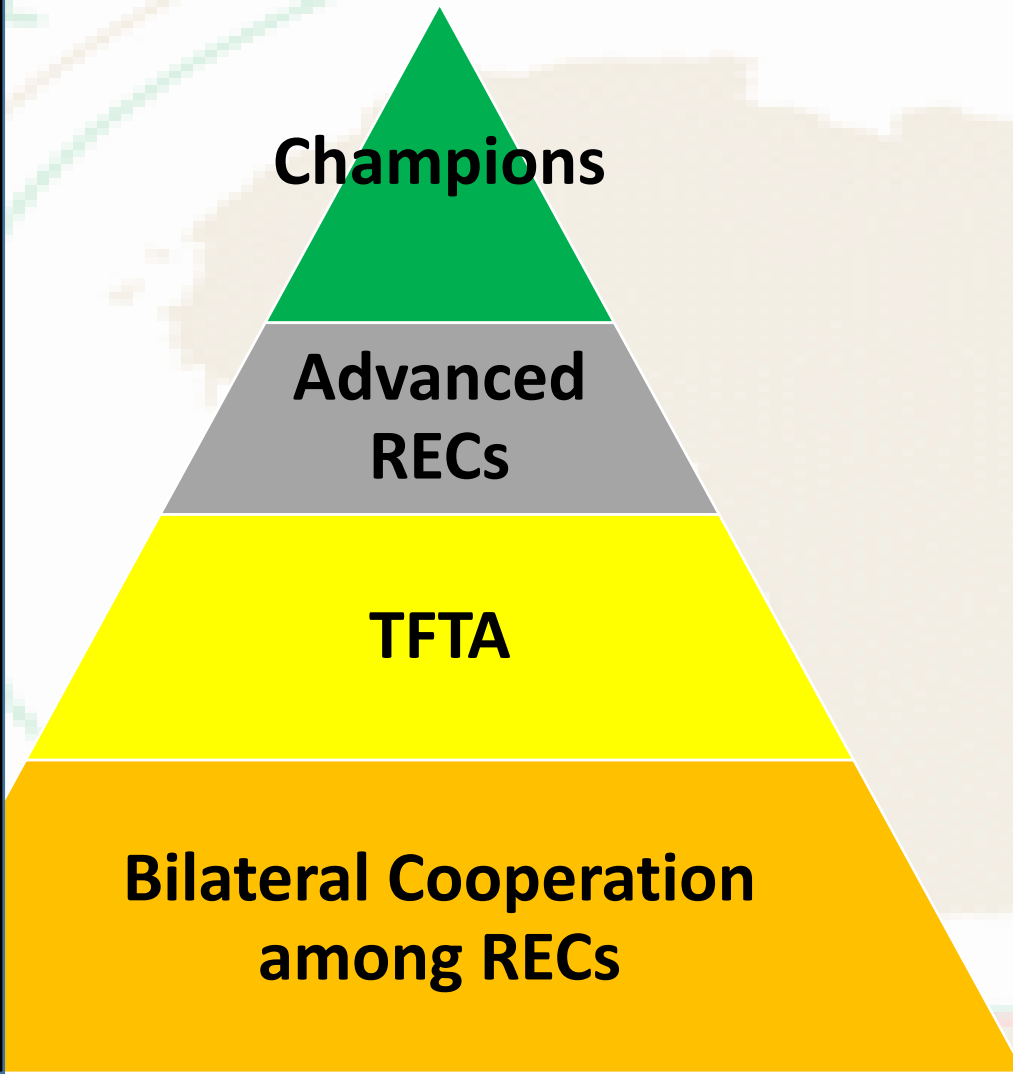 Champions
Advanced
RECs
TFTA
Bilateral Cooperation
among RECs